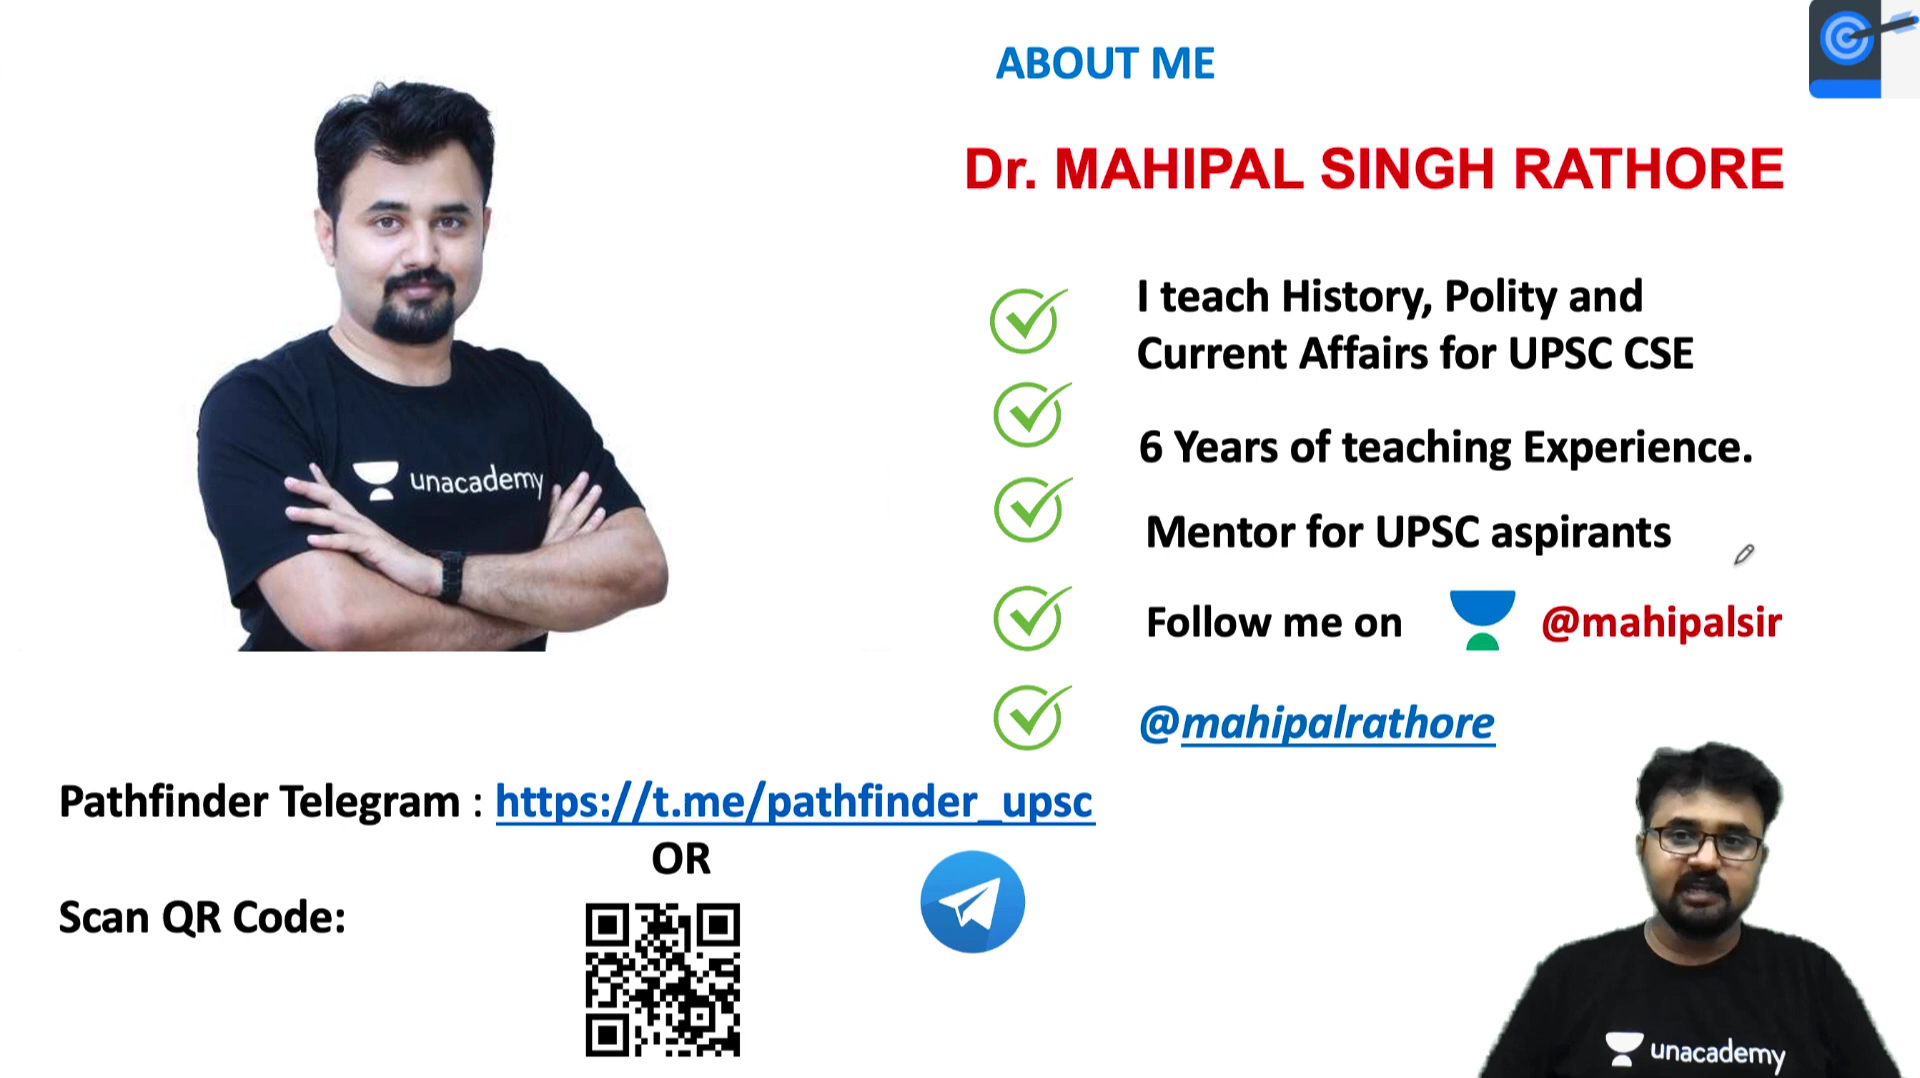 ABOUT ME
Dr. MAHIPAL SINGH RATHORE
I teach History, Polity and
Current Affairs for UPSC CSE
6 Years of teaching Experience.
Mentor for UPSC aspirants
Follow me on @mahipalsir
@mahipalrathore
unacademy
Pathfinder Telegram : https://t.me/pathfinder_upsc
OR
Scan QR Code:
unacademy